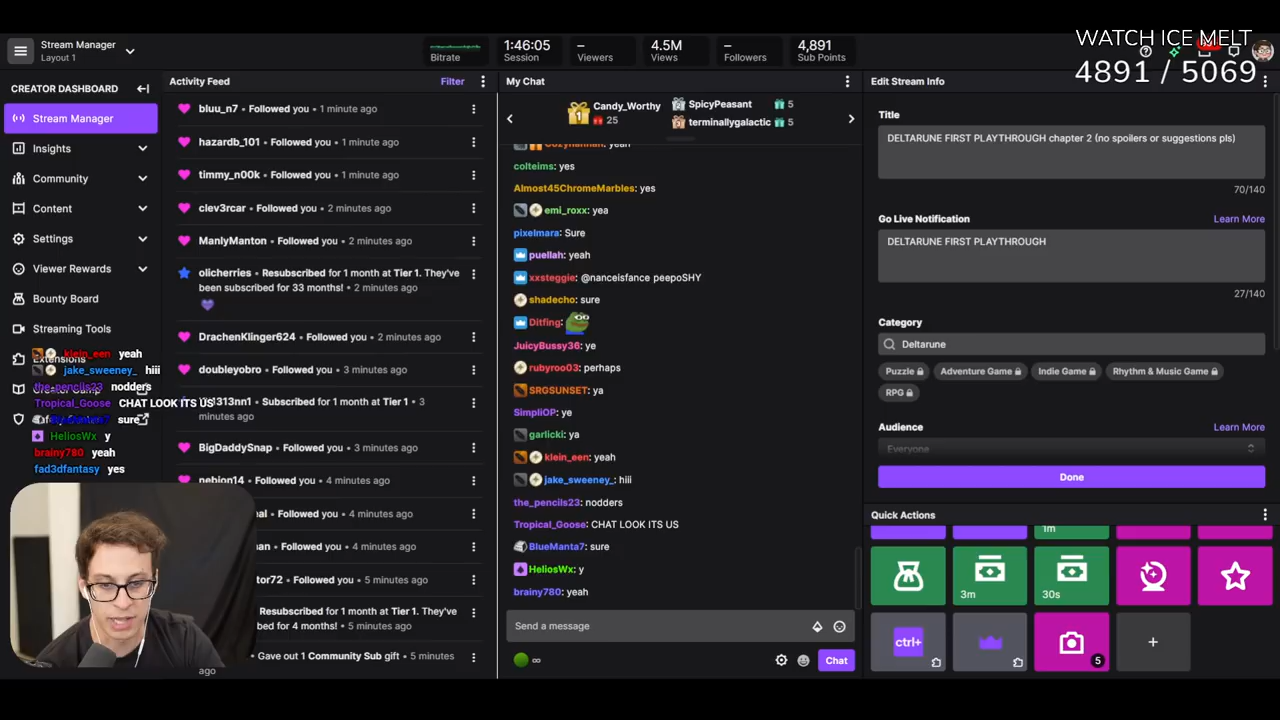 WATCH ICE MELT
4891 / 5069
Stream Manager
Layout 1
Bitrate
1:46:05
Session
–
Viewers
4.5M
Views
–
Followers
4,891
Sub Points
CREATOR DASHBOARD
Stream Manager
Insights
Community
Content
Settings
Viewer Rewards
Bounty Board
Streaming Tools
klein_een yeah
jake_sweeney_ hiii
the_pencils23 nodders
Tropical_Goose CHAT LOOK ITS US
BlueManta7 sure
HeliosWx y
brainy780 yeah
fad3dfantasy yes
Activity Feed
Filter
bluu_n7 • Followed you • 1 minute ago
hazardb_101 • Followed you • 1 minute ago
timmy_n00k • Followed you • 1 minute ago
clev3rcar • Followed you • 2 minutes ago
ManlyManton • Followed you • 2 minutes ago
olicherries • Resubscribed for 1 month at Tier 1. They've
been subscribed for 33 months! • 2 minutes ago
DrachenKlinger624 • Followed you • 2 minutes ago
doubleyobro • Followed you • 3 minutes ago
Subscribed for 1 month at Tier 1 • 3
minutes ago
BigDaddySnap • Followed you • 3 minutes ago
nebion14 • Followed you • 4 minutes ago
• Followed you • 4 minutes ago
• Followed you • 4 minutes ago
tor72 • Followed you • 5 minutes ago
Resubscribed for 1 month at Tier 1. They've
for 4 months! • 5 minutes ago
• Gave out 1 Community Sub gift • 5 minutes
ago
My Chat
1 Candy_Worthy
25
2 SpicyPeasant 5
3 terminallygalactic 5
yeah
colteims: yes
Almost45ChromeMarbles: yes
emi_roxx: yea
pixelmara: Sure
puellah: yeah
xxsteggie: @nanceisfance peepoSHY
shadecho: sure
Ditfing:
JuicyBussy36: ye
rubyroo03: perhaps
SRGSUNSET: ya
SimpliOP: ye
garlicki: ya
klein_een: yeah
jake_sweeney_: hiii
the_pencils23: nodders
Tropical_Goose: CHAT LOOK ITS US
BlueManta7: sure
HeliosWx: y
brainy780: yeah
Send a message
∞
Chat
Edit Stream Info
Title
DELTARUNE FIRST PLAYTHROUGH chapter 2 (no spoilers or suggestions pls)
70/140
Go Live Notification
Learn More
DELTARUNE FIRST PLAYTHROUGH
27/140
Category
Deltarune
Puzzle
Adventure Game
Indie Game
Rhythm & Music Game
RPG
Audience
Learn More
Everyone
Done
Quick Actions
1m
3m
30s
ctrl+
5